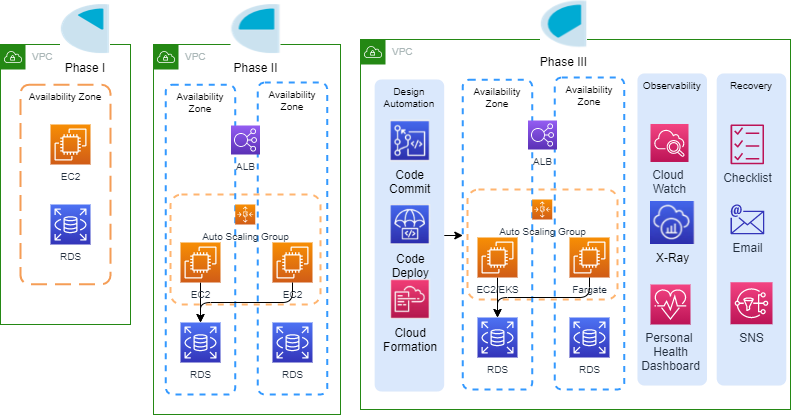 VPC
Phase I
Availability Zone
EC2
RDS
VPC
Phase II
Availability
Zone
Availability
Zone
ALB
Auto Scaling Group
EC2
EC2
RDS
RDS
VPC
Phase III
Design
Automation
Code
Commit
Code
Deploy
Cloud
Formation
Availability
Zone
Availability
Zone
ALB
Auto Scaling Group
EC2/EKS
Fargate
RDS
RDS
Observability
Cloud
Watch
X-Ray
Personal
Health
Dashboard
Recovery
Checklist
@
Email
SNS